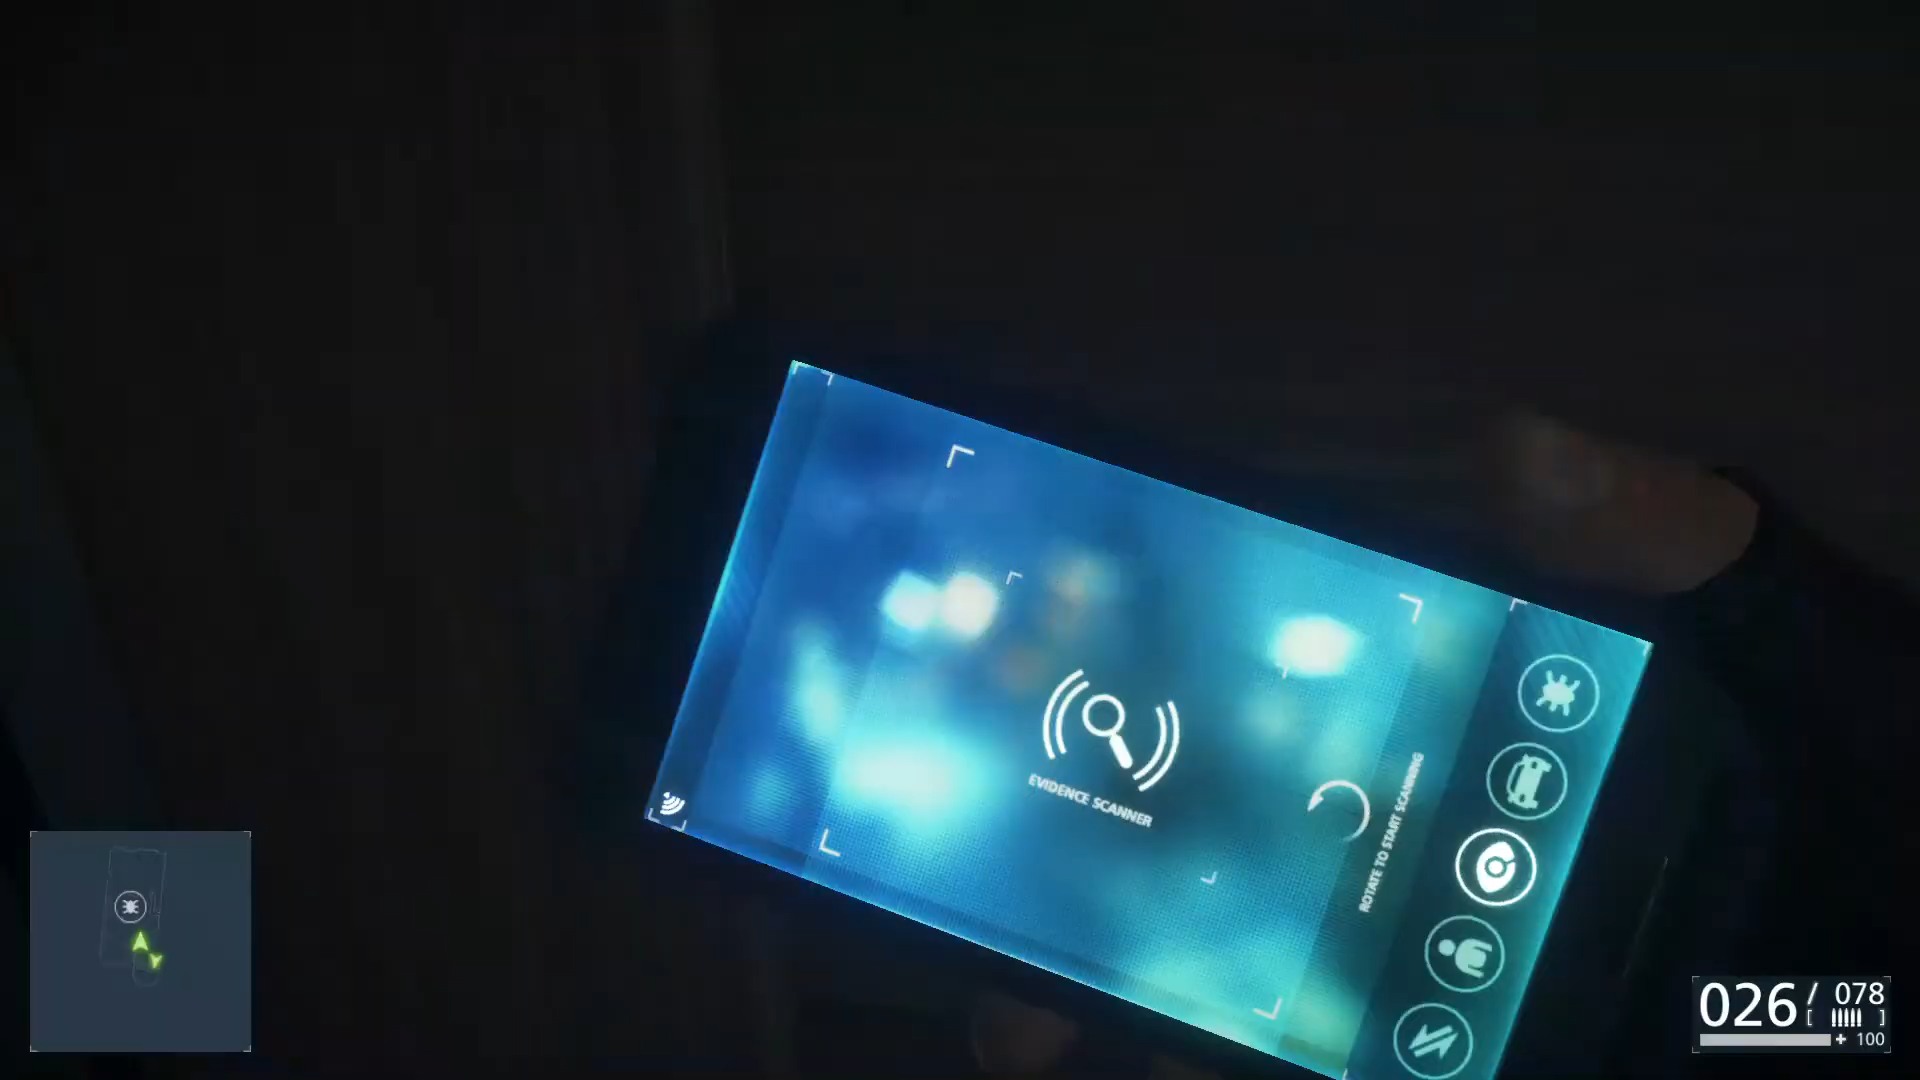 EVIDENCE SCANNER
ROTATE TO START SCANNING
026/ 078
[ ]
+ 100